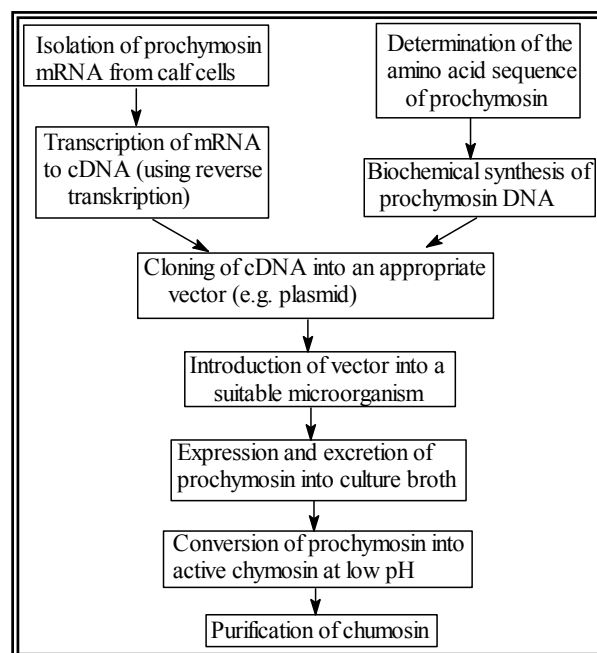 Isolation of prochymosin
mRNA from calf cells
Determination of the
amino acid sequence
of prochymosin
Transcription of mRNA
to cDNA (using reverse
transkription)
Biochemical synthesis of
prochymosin DNA
Cloning of cDNA into an appropriate
vector (e.g. plasmid)
Introduction of vector into a
suitable microorganism
Expression and excretion of
prochymosin into culture broth
Conversion of prochymosin into
active chymosin at low pH
Purification of chumosin